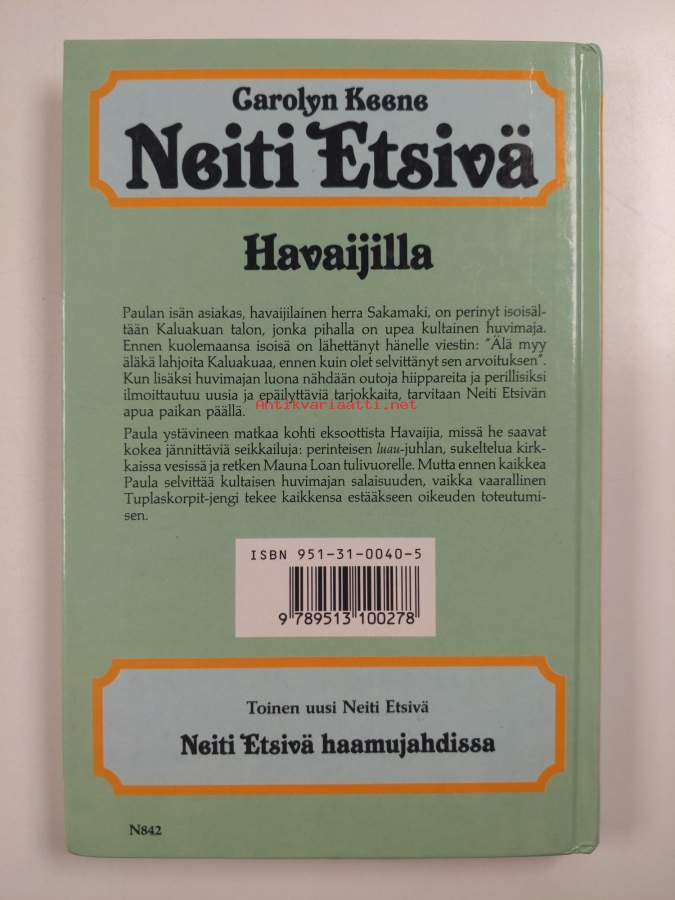 Carolyn Keene
Neiti Etsivä
Havaijilla
Paulan isän asiakas, havaijilainen herra Sakamaki, on perinyt isoisäl-
tään Kaluakuan talon, jonka pihalla on upea kultainen huvimaja.
Ennen kuolemaansa isoisä on lähettänyt hänelle viestin: "Älä myy
äläkä lahjoita Kaluakuaa, ennen kuin olet selvittänyt sen arvoituksen".
Kun lisäksi huvimajan luona nähdään outoja hiippareita ja perillisiksi
ilmoittautuu uusia ja epäilyttäviä tarjokkaita, tarvitaan Neiti Etsivän
Antikvariaatti.net
apua paikan päällä.
Paula ystävineen matkaa kohti eksoottista Havaijia, missä he saavat
kokea jännittäviä seikkailuja: perinteisen luau-juhlan, sukeltelua kirk-
kaissa vesissä ja retken Mauna Loan tulivuorelle. Mutta ennen kaikkea
Paula selvittää kultaisen huvimajan salaisuuden, vaikka vaarallinen
Tuplaskorpit-jengi tekee kaikkensa estääkseen oikeuden toteutumi-
sen.
ISBN 951-31-0040-5
9 789513 100278
Toinen uusi Neiti Etsivä
Neiti Etsivä haamujahdissa
N842